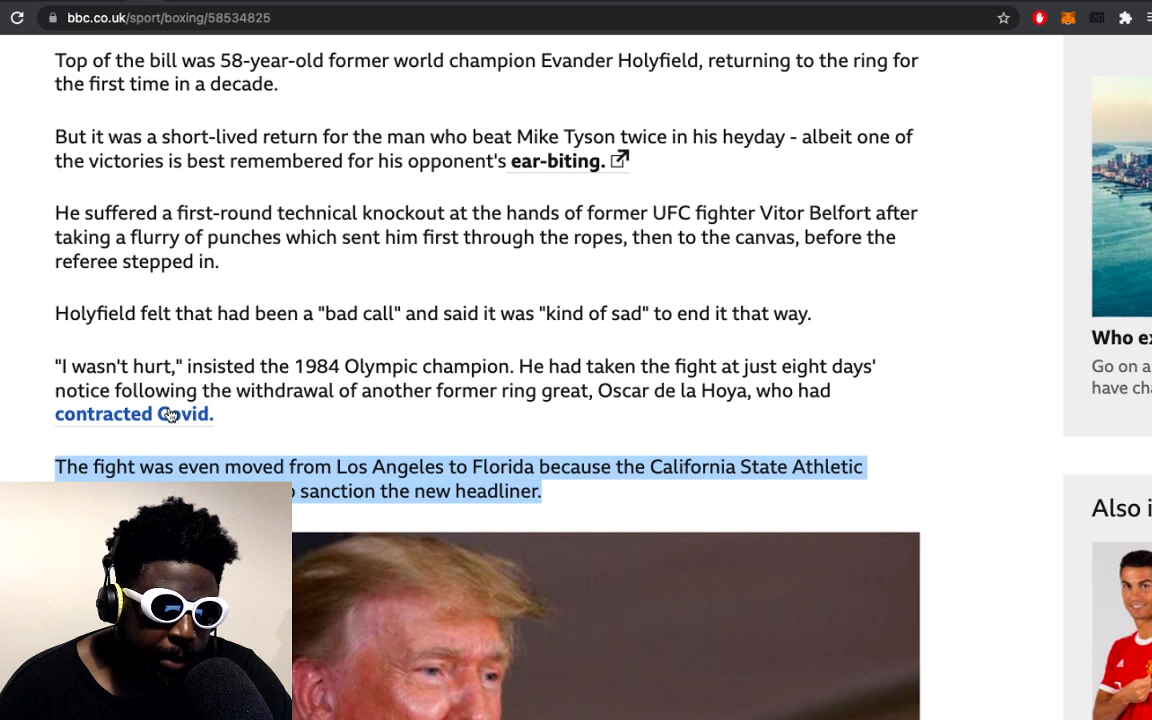 bbc.co.uk/sport/boxing/58534825
Top of the bill was 58-year-old former world champion Evander Holyfield, returning to the ring for
the first time in a decade.
But it was a short-lived return for the man who beat Mike Tyson twice in his heyday - albeit one of
the victories is best remembered for his opponent's ear-biting.
He suffered a first-round technical knockout at the hands of former UFC fighter Vitor Belfort after
taking a flurry of punches which sent him first through the ropes, then to the canvas, before the
referee stepped in.
Holyfield felt that had been a "bad call" and said it was "kind of sad" to end it that way.
"I wasn't hurt," insisted the 1984 Olympic champion. He had taken the fight at just eight days'
notice following the withdrawal of another former ring great, Oscar de la Hoya, who had
contracted Covid.
The fight was even moved from Los Angeles to Florida because the California State Athletic
sanction the new headliner.
Who
Go on a
have
Also